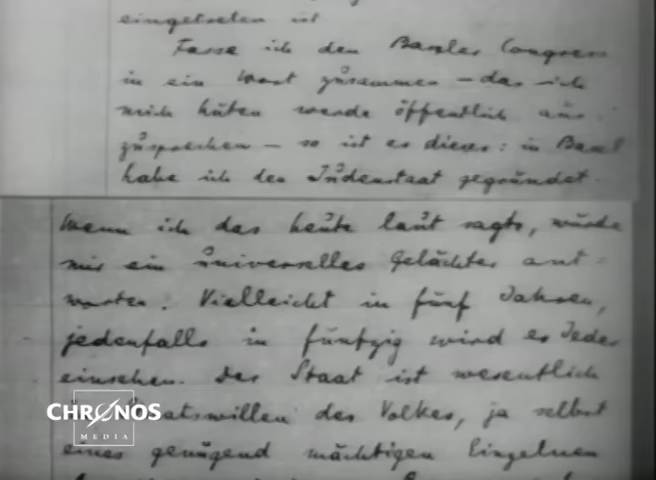 eingetreten ist
Fasse ich den Basler Congress
in ein Wort zusammen – das ich
mich hüten werde öffentlich aus-
zusprechen – so ist es dieses: in Basel
habe ich den Judenstaat gegründet.
Wenn ich das heute laut sagte, würde
mir ein universelles Gelächter ant-
worten. Vielleicht in fünf Jahren,
jedenfalls in fünfzig wird es Jeder
einsehen. Der Staat ist wesentlich
Staatswillen des Volkes, ja selbst
eines genügend mächtigen Einzelnen
CHRONOS
MEDIA